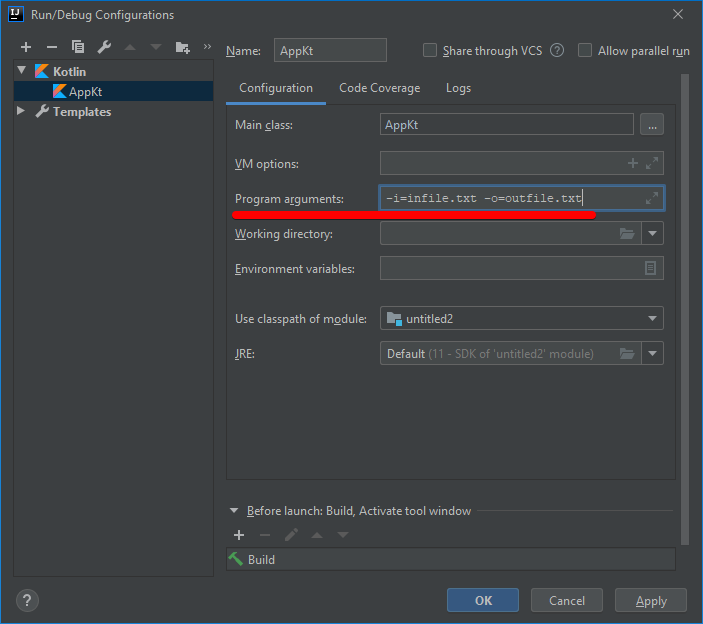 IJ Run/Debug Configurations
Name: AppKt Share through VCS ? Allow parallel run
Kotlin
AppKt
Templates
Configuration Code Coverage Logs
Main class: AppKt ...
VM options:
Program arguments: -i=infile.txt -o=outfile.txt
Working directory:
Environment variables:
Use classpath of module: untitled2
JRE: Default (11 - SDK of 'untitled2' module)
Before launch: Build, Activate tool window
Build
? OK Cancel Apply